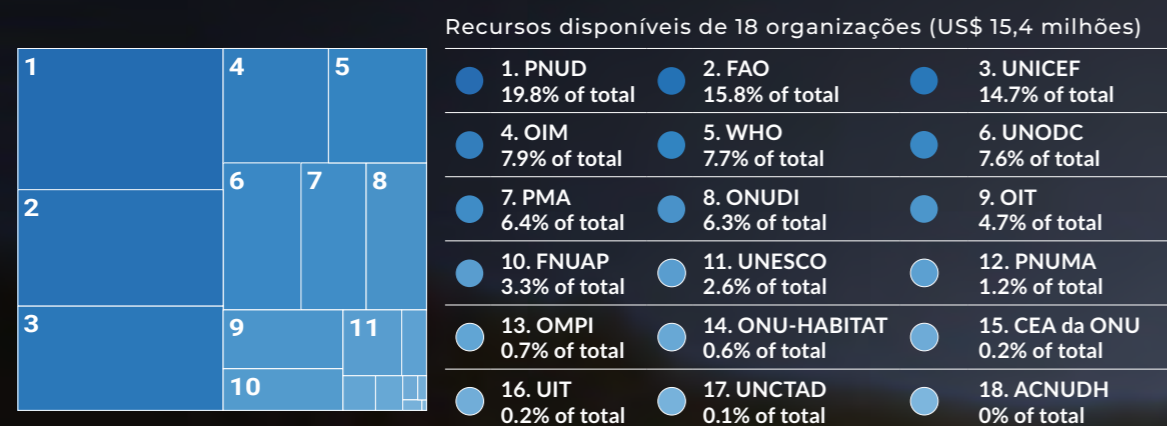 Recursos disponíveis de 18 organizações (US$ 15,4 milhões)
1
2
3
4
5
6
7
8
9
10
11
1. PNUD
19.8% of total
2. FAO
15.8% of total
3. UNICEF
14.7% of total
4. OIM
7.9% of total
5. WHO
7.7% of total
6. UNODC
7.6% of total
7. PMA
6.4% of total
8. ONUDI
6.3% of total
9. OIT
4.7% of total
10. FNUAP
3.3% of total
11. UNESCO
2.6% of total
12. PNUMA
1.2% of total
13. OMPI
0.7% of total
14. ONU-HABITAT
0.6% of total
15. CEA da ONU
0.2% of total
16. UIT
0.2% of total
17. UNCTAD
0.1% of total
18. ACNUDH
0% of total